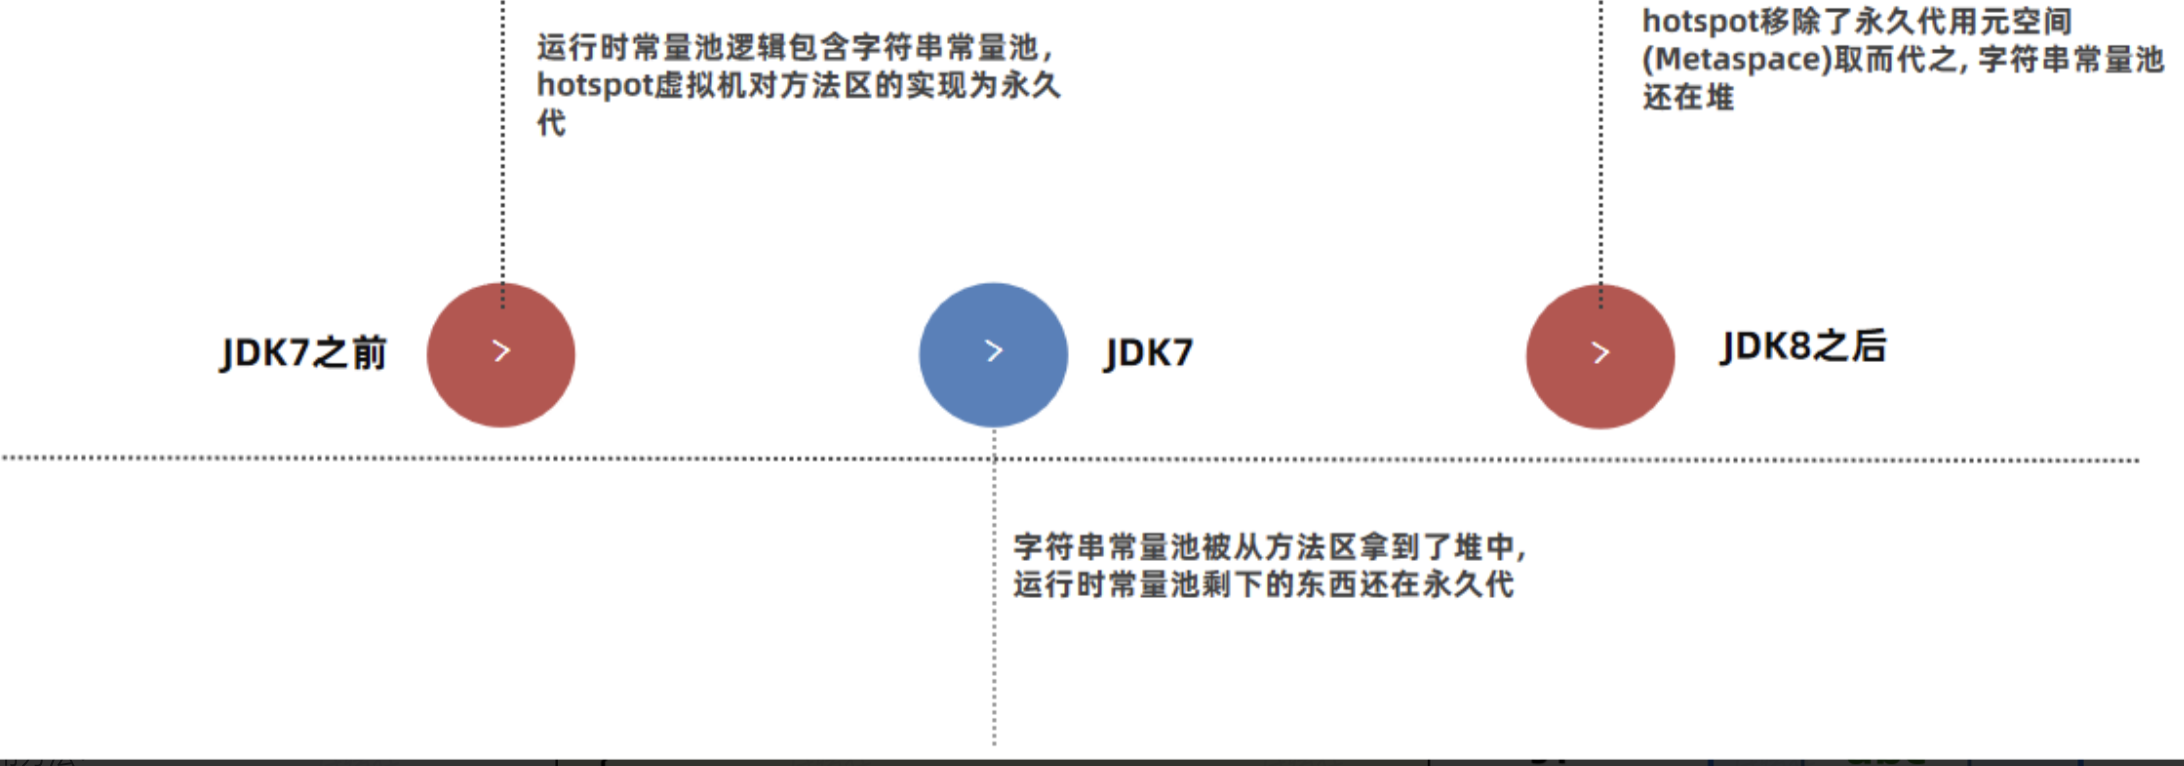 运行时常量池逻辑包含字符串常量池，
hotspot虚拟机对方法区的实现为永久
代
hotspot移除了永久代用元空间
(Metaspace)取而代之, 字符串常量池
还在堆
JDK7之前
>
>
JDK7
>
JDK8之后
字符串常量池被从方法区拿到了堆中,
运行时常量池剩下的东西还在永久代